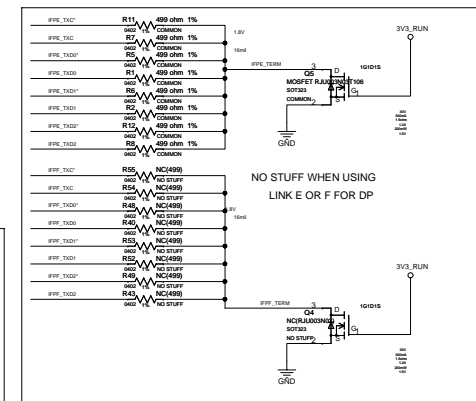 IFPE_TXC* R11 499 ohm 1%
0402 1% COMMON
IFPE_TXC R7 499 ohm 1%
0402 1% COMMON
IFPE_TXD0* R5 499 ohm 1%
0402 1% COMMON
IFPE_TXD0 R1 499 ohm 1%
0402 1% COMMON
IFPE_TXD1* R6 499 ohm 1%
0402 1% COMMON
IFPE_TXD1 R2 499 ohm 1%
0402 1% COMMON
IFPE_TXD2* R12 499 ohm 1%
0402 1% COMMON
IFPE_TXD2 R8 499 ohm 1%
0402 1% COMMON
1.8V
16mil
IFPE_TERM
3V3_RUN
3 D
Q5 1G1D1S
MOSFET RJU003N03T106
SOT323
COMMON 2 S G 1
GND
NO STUFF WHEN USING
LINK E OR F FOR DP
IFPF_TXC* R55 NC(499)
0402 1% NO STUFF
IFPF_TXC R54 NC(499)
0402 1% NO STUFF
IFPF_TXD0* R48 NC(499)
0402 1% NO STUFF
IFPF_TXD0 R40 NC(499)
0402 1% NO STUFF
IFPF_TXD1* R53 NC(499)
0402 1% NO STUFF
IFPF_TXD1 R52 NC(499)
0402 1% NO STUFF
IFPF_TXD2* R49 NC(499)
0402 1% NO STUFF
IFPF_TXD2 R43 NC(499)
0402 1% NO STUFF
16mil
IFPF_TERM
3V3_RUN
3 D
Q4 1G1D1S
SOT323
NO STUFF 2 S G 1
GND